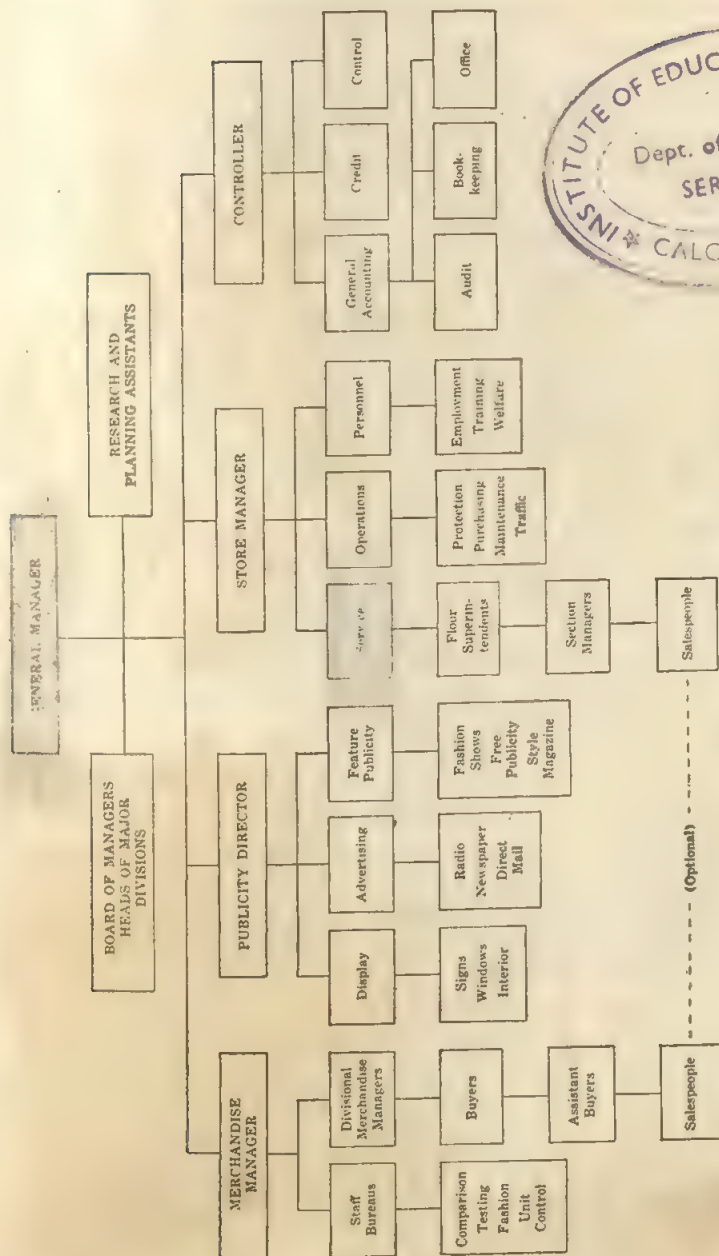 GENERAL MANAGER
BOARD OF MANAGERS
HEADS OF MAJOR
DIVISIONS
RESEARCH AND
PLANNING ASSISTANTS
MERCHANDISE
MANAGER
PUBLICITY DIRECTOR
STORE MANAGER
CONTROLLER
Staff
Bureaus
Divisional
Merchandise
Managers
Display
Advertising
Feature
Publicity
Service
Operations
Personnel
General
Accounting
Credit
Control
Comparison
Testing
Fashion
Unit
Control
Buyers
Signs
Windows
Interior
Radio
Newspaper
Direct
Mail
Fashion
Shows
Free
Publicity
Style
Magazine
Floor
Superin-
tendents
Protection
Purchasing
Maintenance
Traffic
Employment
Training
Welfare
Audit
Book-
keeping
Office
Assistant
Buyers
Section
Managers
Salespeople
(Optional)
Salespeople
INSTITUTE OF EDUC
Dept. of
SER
CALC